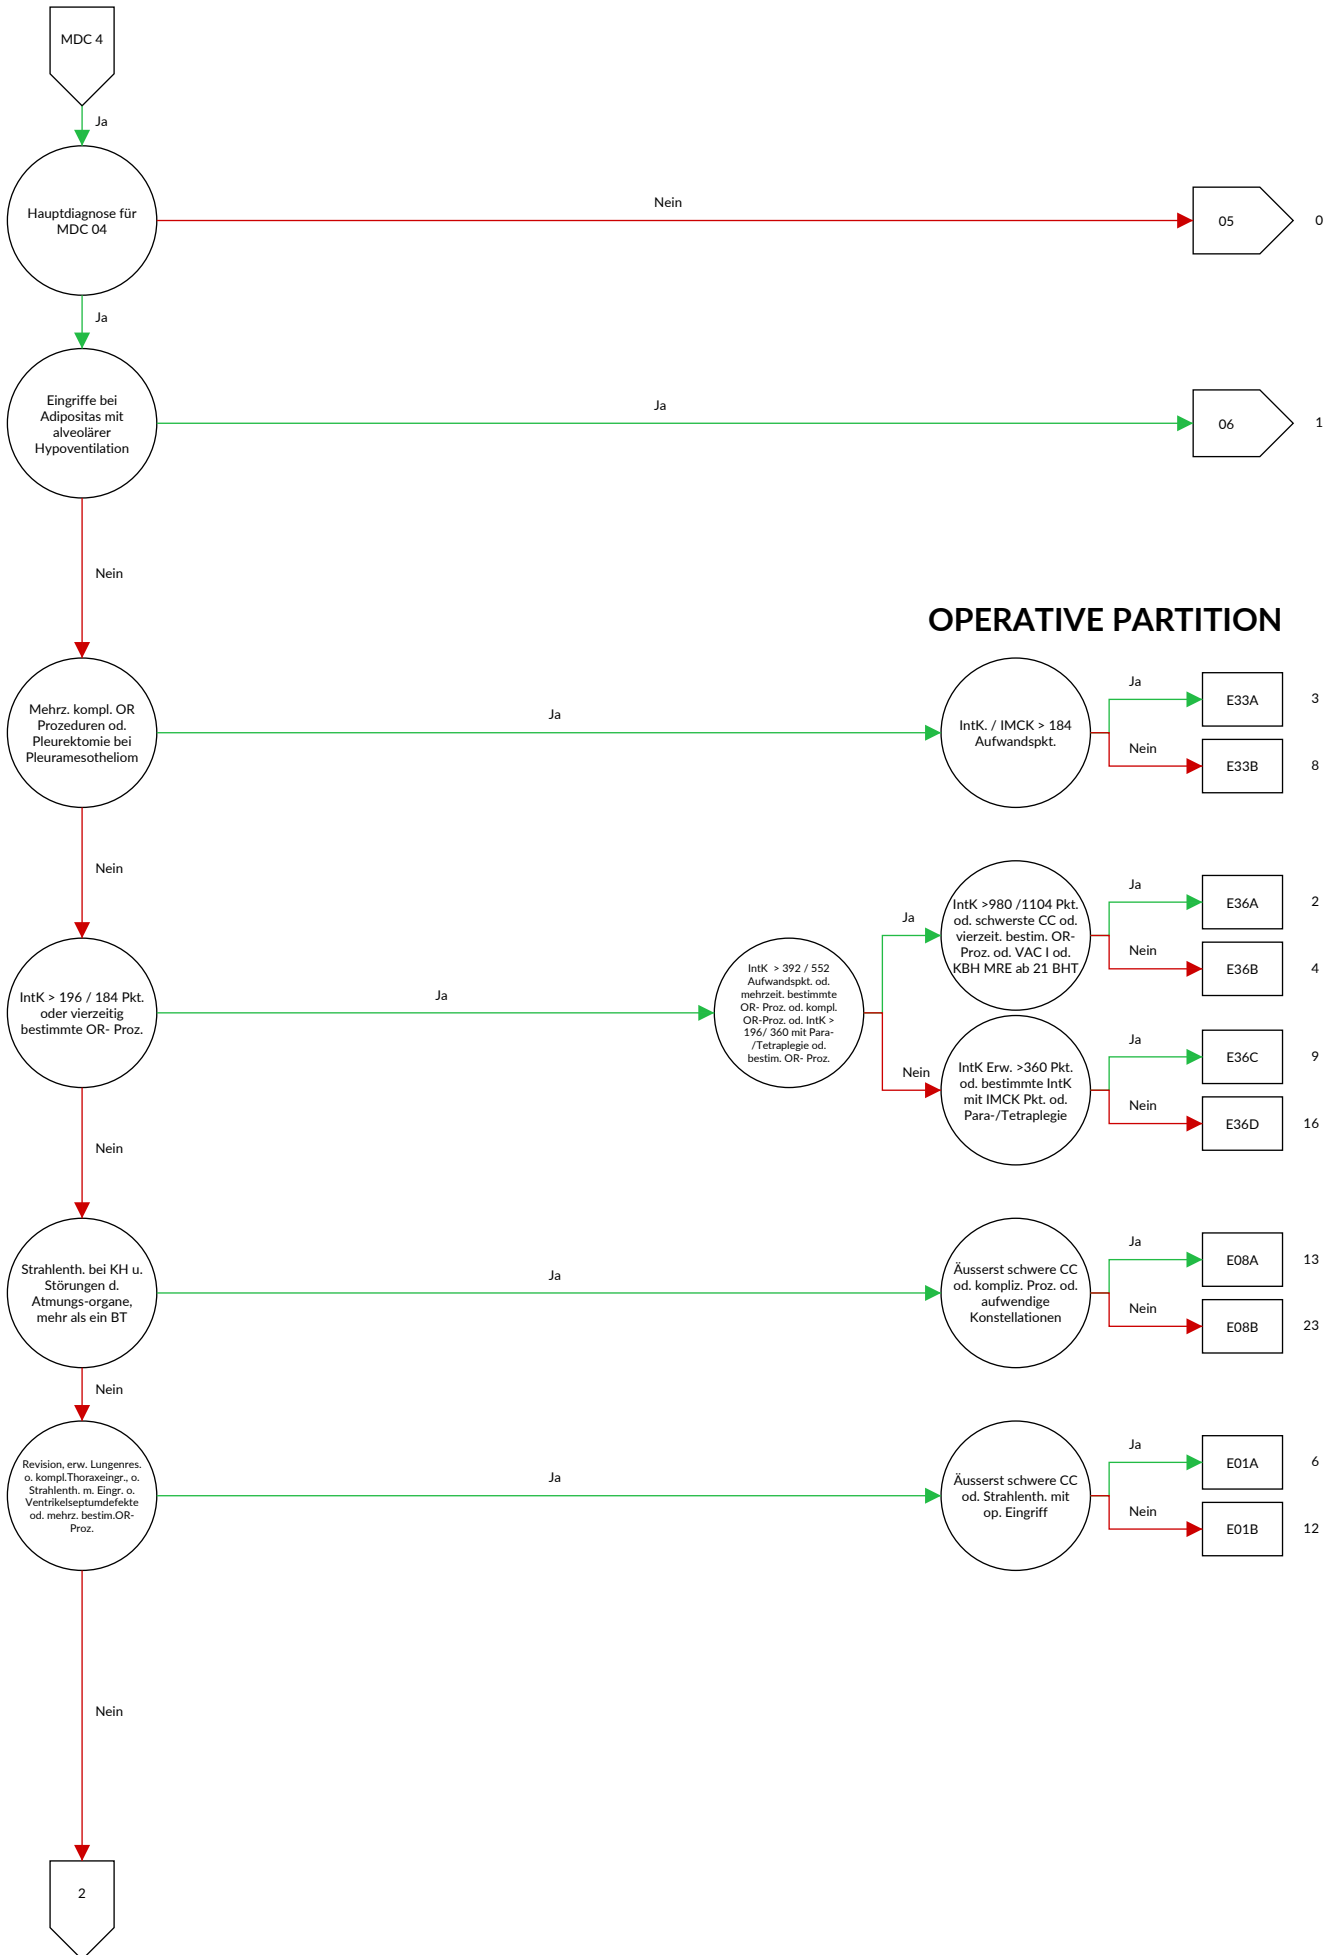 MDC 4
Ja
Hauptdiagnose für
MDC 04
Nein
05
0
Ja
Eingriffe bei
Adipositas mit
alveolärer
Hypoventilation
Ja
06
1
Nein
OPERATIVE PARTITION
Mehrz. kompl. OR
Prozeduren od.
Pleurektomie bei
Pleuramesotheliom
Ja
IntK. / IMCK > 184
Aufwandspkt.
Ja
E33A
3
Nein
E33B
8
Nein
IntK > 196 / 184 Pkt.
oder vierzeitig
bestimmte OR- Proz.
Ja
IntK > 392 / 552
Aufwandspkt. od.
mehrzeit. bestimmte
OR- Proz. od. kompl.
OR-Proz. od. IntK >
196/ 360 mit Para-
/Tetraplegie od.
bestim. OR- Proz.
Ja
IntK >980 /1104 Pkt.
od. schwerste CC od.
vierzeit. bestim. OR-
Proz. od. VAC I od.
KBH MRE ab 21 BHT
Ja
E36A
2
Nein
E36B
4
Nein
IntK Erw. >360 Pkt.
od. bestimmte IntK
mit IMCK Pkt. od.
Para-/Tetraplegie
Ja
E36C
9
Nein
E36D
16
Nein
Strahlenth. bei KH u.
Störungen d.
Atmungs-organe,
mehr als ein BT
Ja
Äusserst schwere CC
od. kompliz. Proz. od.
aufwendige
Konstellationen
Ja
E08A
13
Nein
E08B
23
Nein
Revision, erw. Lungenres.
o. kompl.Thoraxeingr., o.
Strahlenth. m. Eingr. o.
Ventrikelseptumdefekte
od. mehrz. bestim.OR-
Proz.
Ja
Äusserst schwere CC
od. Strahlenth. mit
op. Eingriff
Ja
E01A
6
Nein
E01B
12
Nein
2